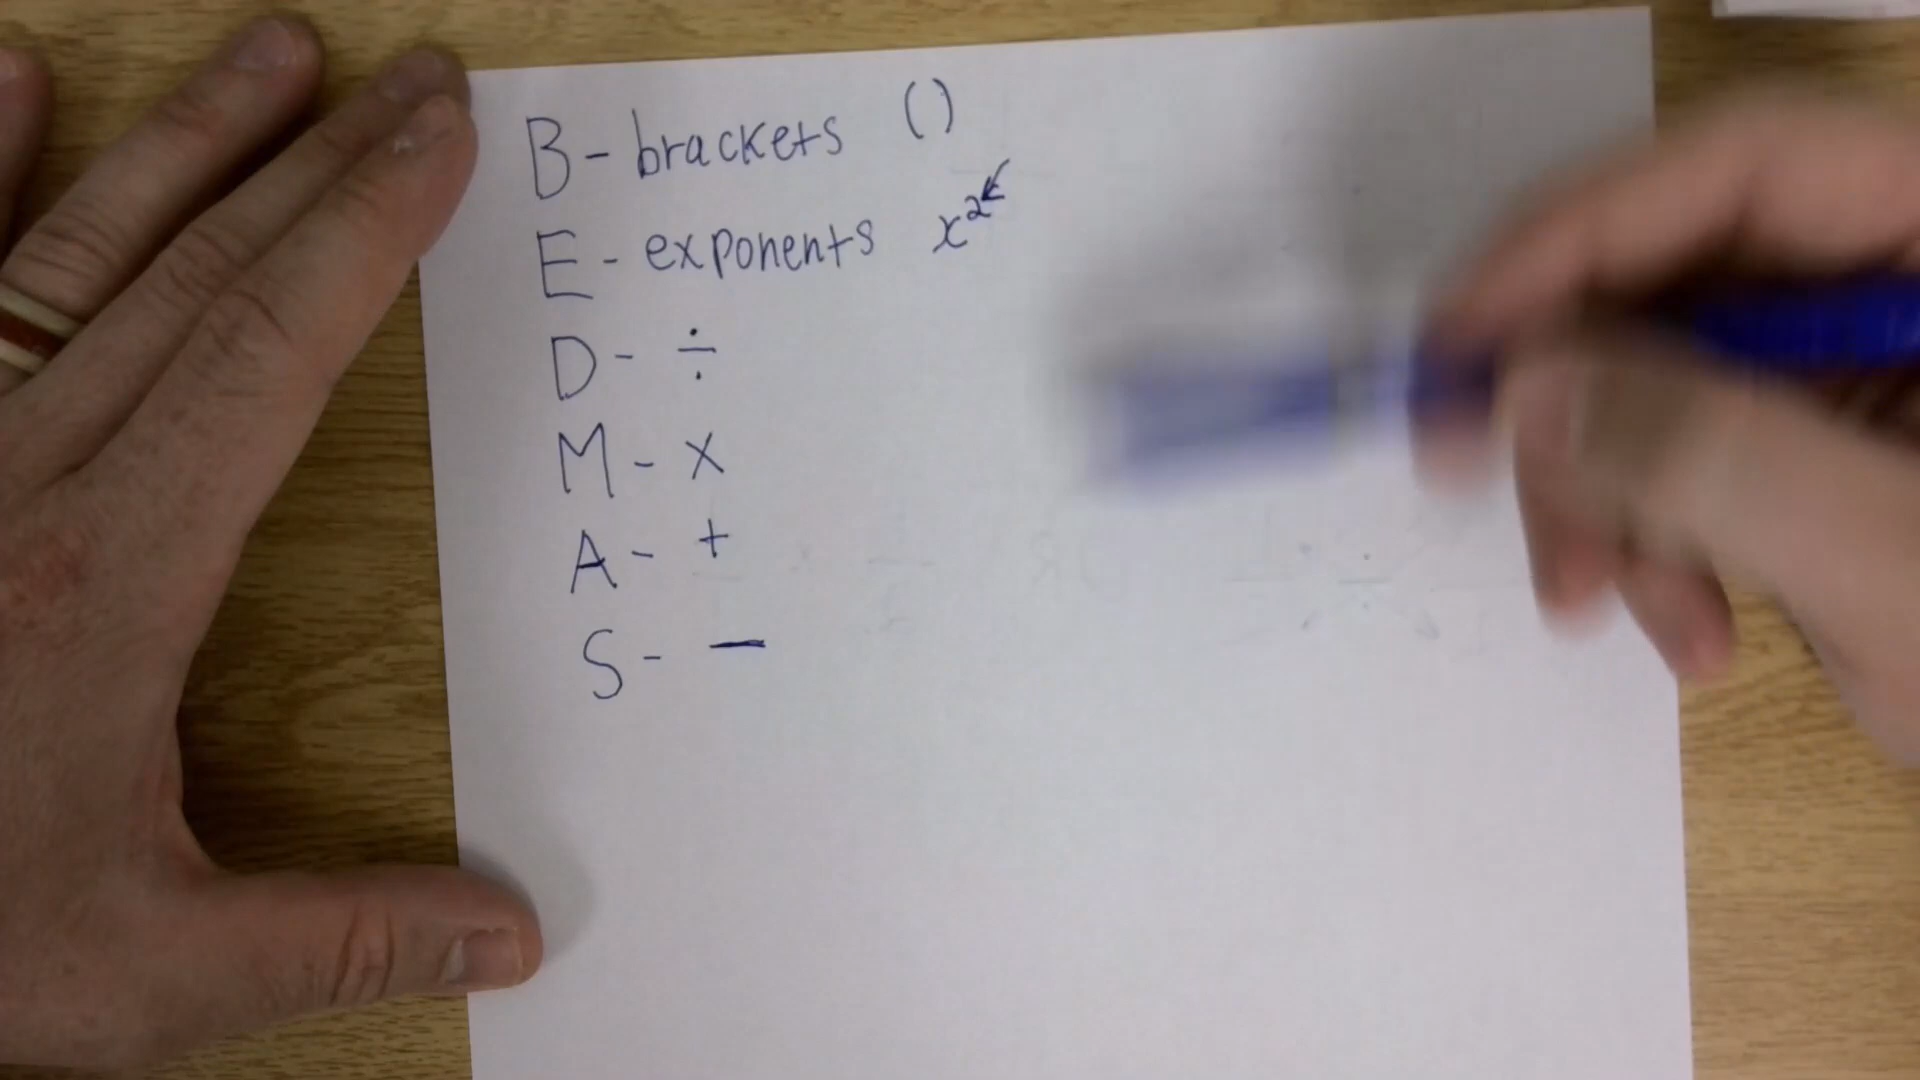 B - brackets ()
E - exponents x²
D - ÷
M - ×
A - +
S - −